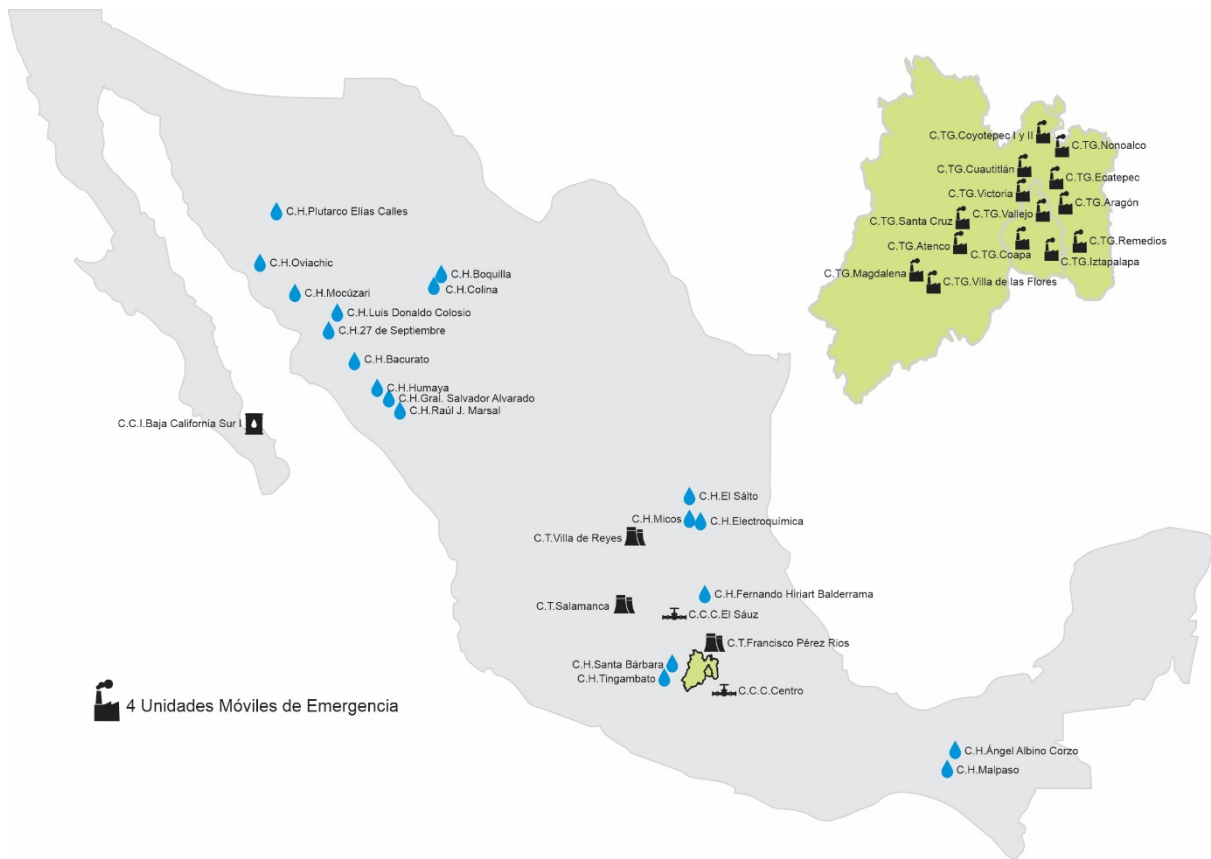 C.TG.Coyotepec I y II
C.TG.Nonoalco
C.TG.Cuautitlán
C.TG.Ecatepec
C.TG.Victoria
C.TG.Aragón
C.TG.Santa Cruz
C.TG.Vallejo
C.TG.Atenco
C.TG.Coapa
C.TG.Remedios
C.TG.Iztapalapa
C.TG.Magdalena
C.TG.Villa de las Flores
C.H.Plutarco Elías Calles
C.H.Oviachic
C.H.Boquilla
C.H.Colina
C.H.Mocúzari
C.H.Luis Donaldo Colosio
C.H.27 de Septiembre
C.H.Bacurato
C.H.Humaya
C.H.Gral. Salvador Alvarado
C.H.Raúl J. Marsal
C.C.I.Baja California Sur I
C.H.El Sálto
C.H.Micos
C.H.Electroquímica
C.T.Villa de Reyes
C.H.Fernando Hiriart Balderrama
C.T.Salamanca
C.C.C.El Sáuz
C.T.Francisco Pérez Rios
C.H.Santa Bárbara
C.H.Tingambato
C.C.C.Centro
4 Unidades Móviles de Emergencia
C.H.Ángel Albino Corzo
C.H.Malpaso